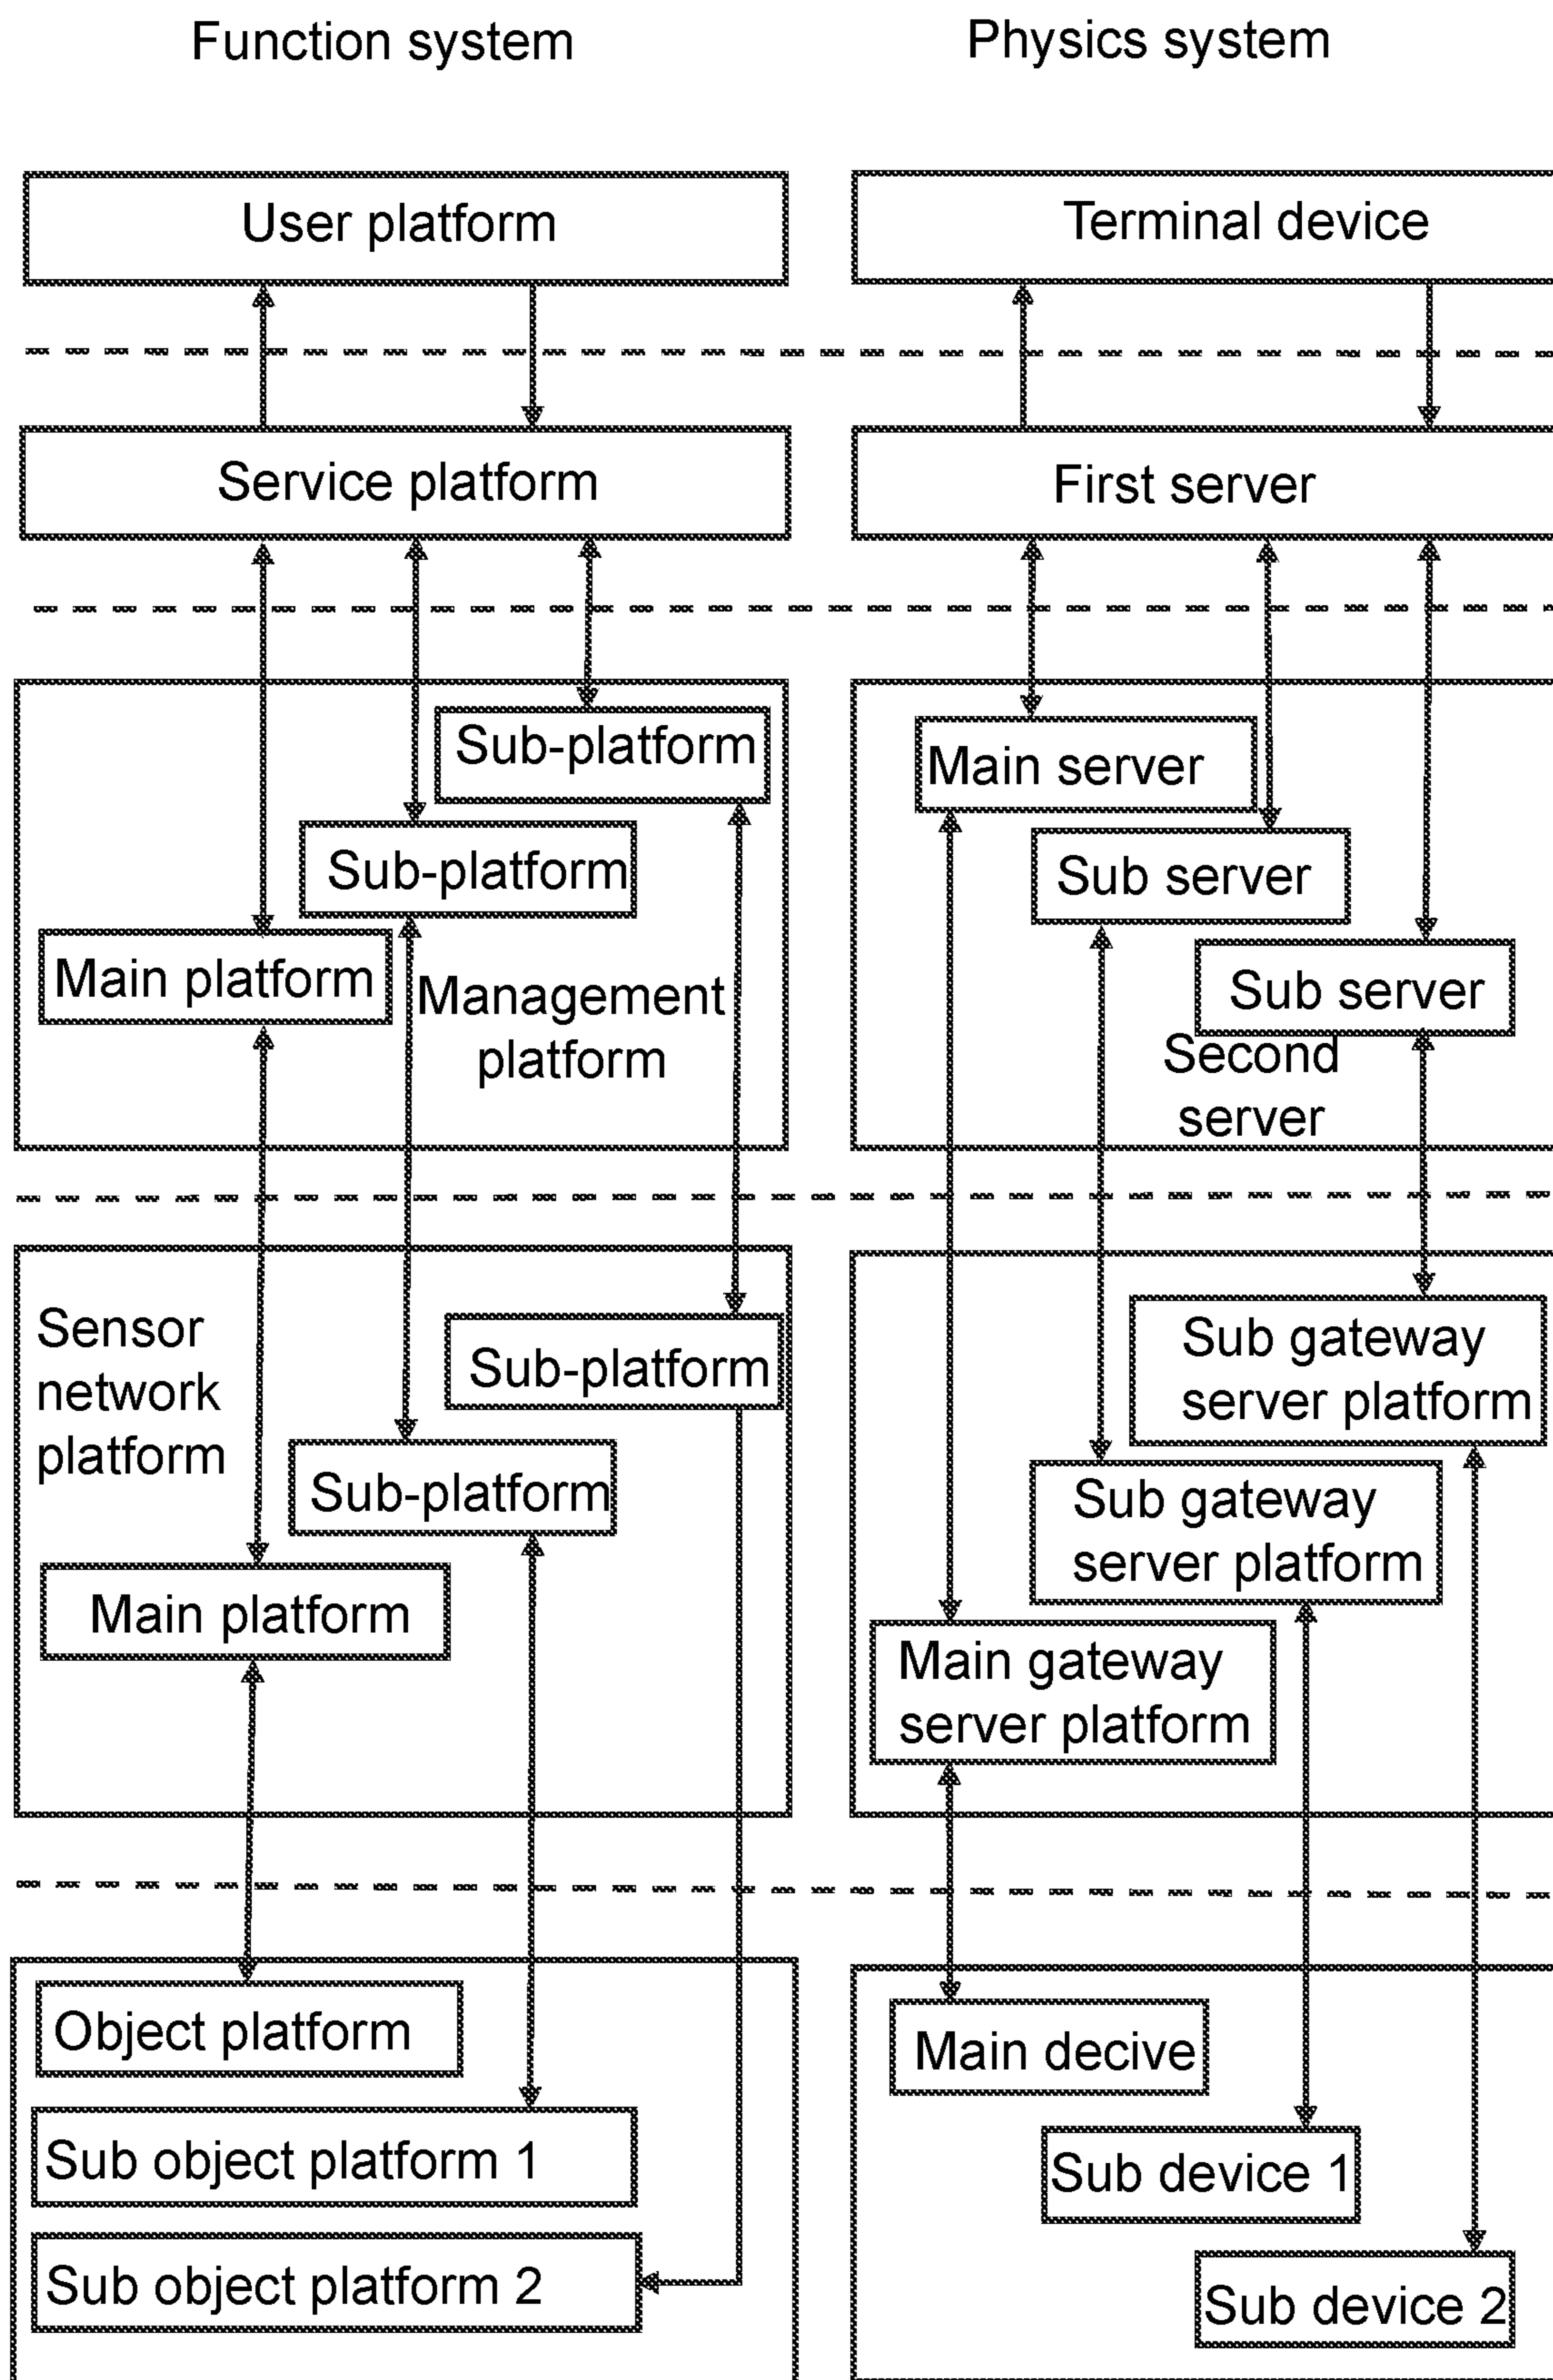 Function system
Physics system
User platform
Terminal device
Service platform
First server
Sub-platform
Sub-platform
Main platform
Management
platform
Main server
Sub server
Sub server
Second
server
Sensor
network
platform
Sub-platform
Sub-platform
Main platform
Sub gateway
server platform
Sub gateway
server platform
Main gateway
server platform
Object platform
Sub object platform 1
Sub object platform 2
Main decive
Sub device 1
Sub device 2